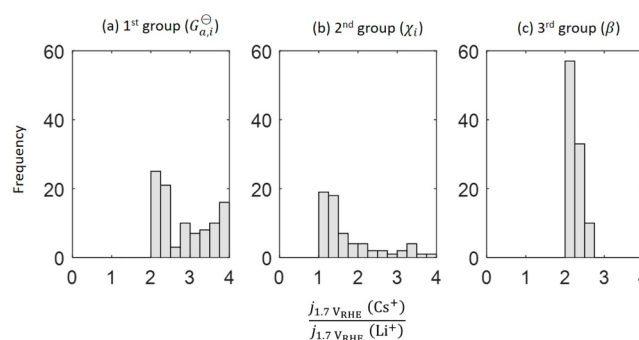 (a) 1st group (G⊖a,i)
(b) 2nd group (χi)
(c) 3rd group (β)
Frequency
60
40
20
0
0 1 2 3 4
60
40
20
0
0 1 2 3 4
60
40
20
0
0 1 2 3 4
j1.7 VRHE (Cs+)
j1.7 VRHE (Li+)